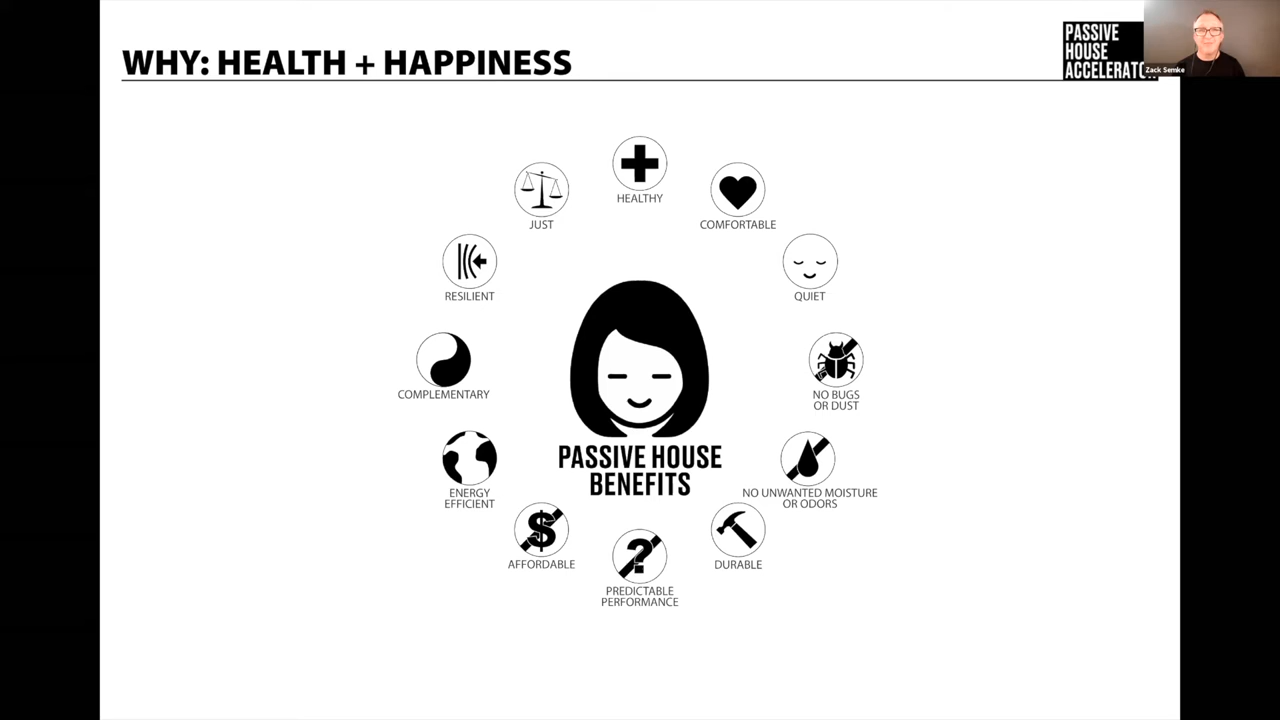 WHY: HEALTH + HAPPINESS
PASSIVE
HOUSE
ACCELERATO
Zack Semke
HEALTHY
JUST
COMFORTABLE
RESILIENT
QUIET
COMPLEMENTARY
NO BUGS
OR DUST
PASSIVE HOUSE
BENEFITS
ENERGY
EFFICIENT
NO UNWANTED MOISTURE
OR ODORS
$
AFFORDABLE
?
PREDICTABLE
PERFORMANCE
DURABLE